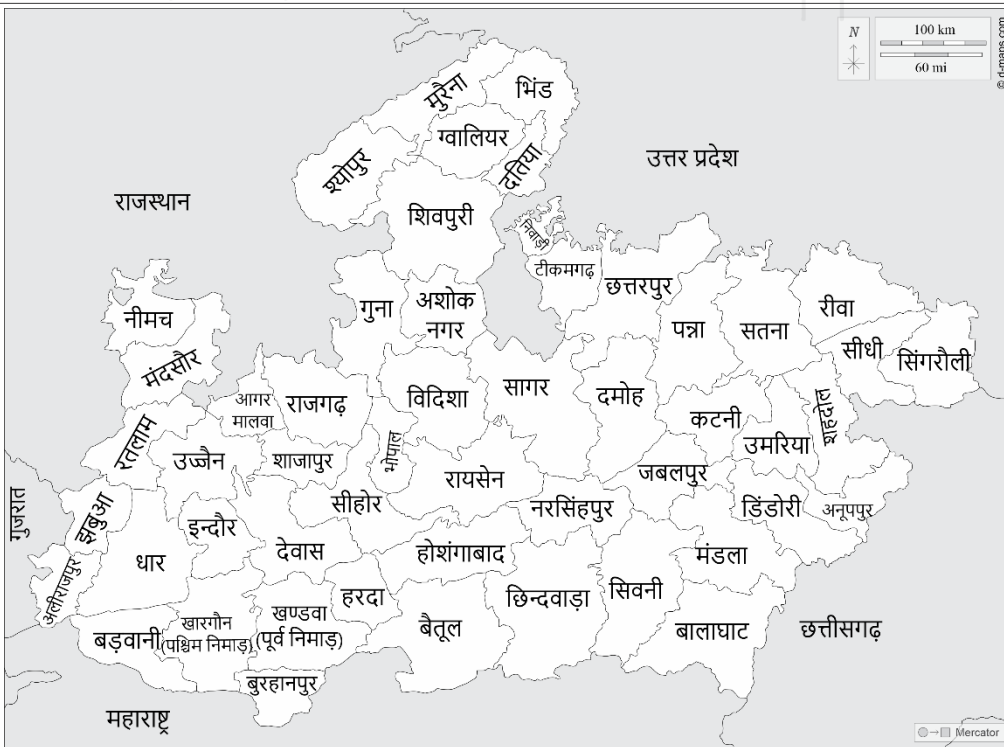 N
100 km
60 mi
© d-maps.com
मुरैना
भिंड
ग्वालियर
श्योपुर
दतिया
उत्तर प्रदेश
राजस्थान
शिवपुरी
निवाड़ी
टीकमगढ़
छत्तरपुर
नीमच
गुना
अशोक
नगर
पन्ना
सतना
रीवा
सीधी
सिंगरौली
मंदसौर
आगर
मालवा
राजगढ़
विदिशा
सागर
दमोह
कटनी
शहदोल
रतलाम
उज्जैन
शाजापुर
भोपाल
रायसेन
जबलपुर
उमरिया
गुजरात
झबुआ
इन्दौर
सीहोर
नरसिंहपुर
डिंडोरी
अनूपपुर
अलीराजपुर
धार
देवास
होशंगाबाद
मंडला
हरदा
छिन्दवाड़ा
सिवनी
बड़वानी
खारगौन
(पश्चिम निमाड़)
खण्डवा
(पूर्व निमाड़)
बैतूल
बालाघाट
छत्तीसगढ़
बुरहानपुर
महाराष्ट्र
Mercator